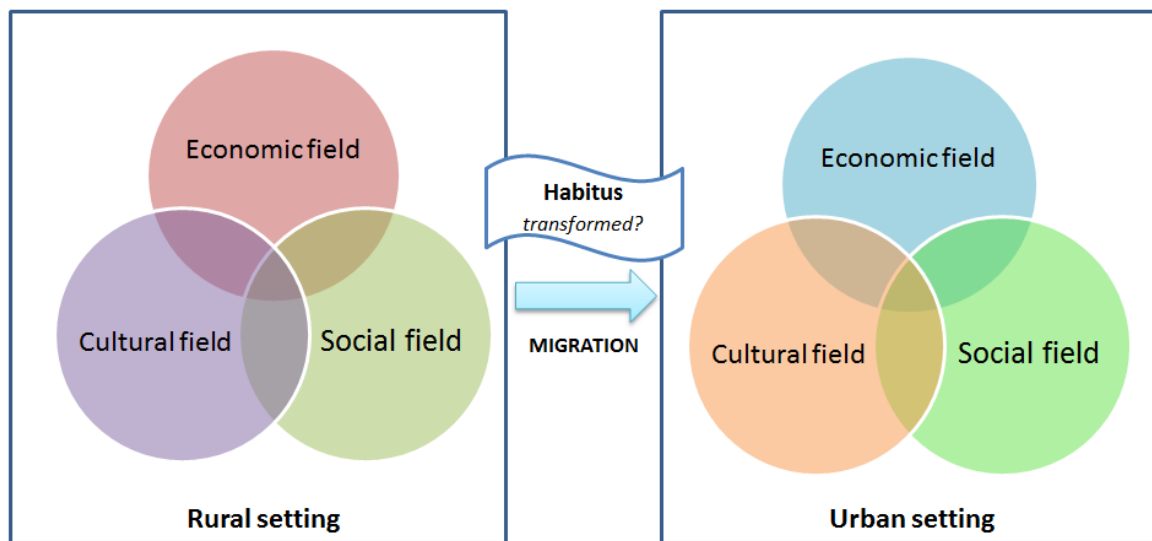 Economic field
Cultural field
Social field
Rural setting
Habitus
transformed?
MIGRATION
Economic field
Cultural field
Social field
Urban setting